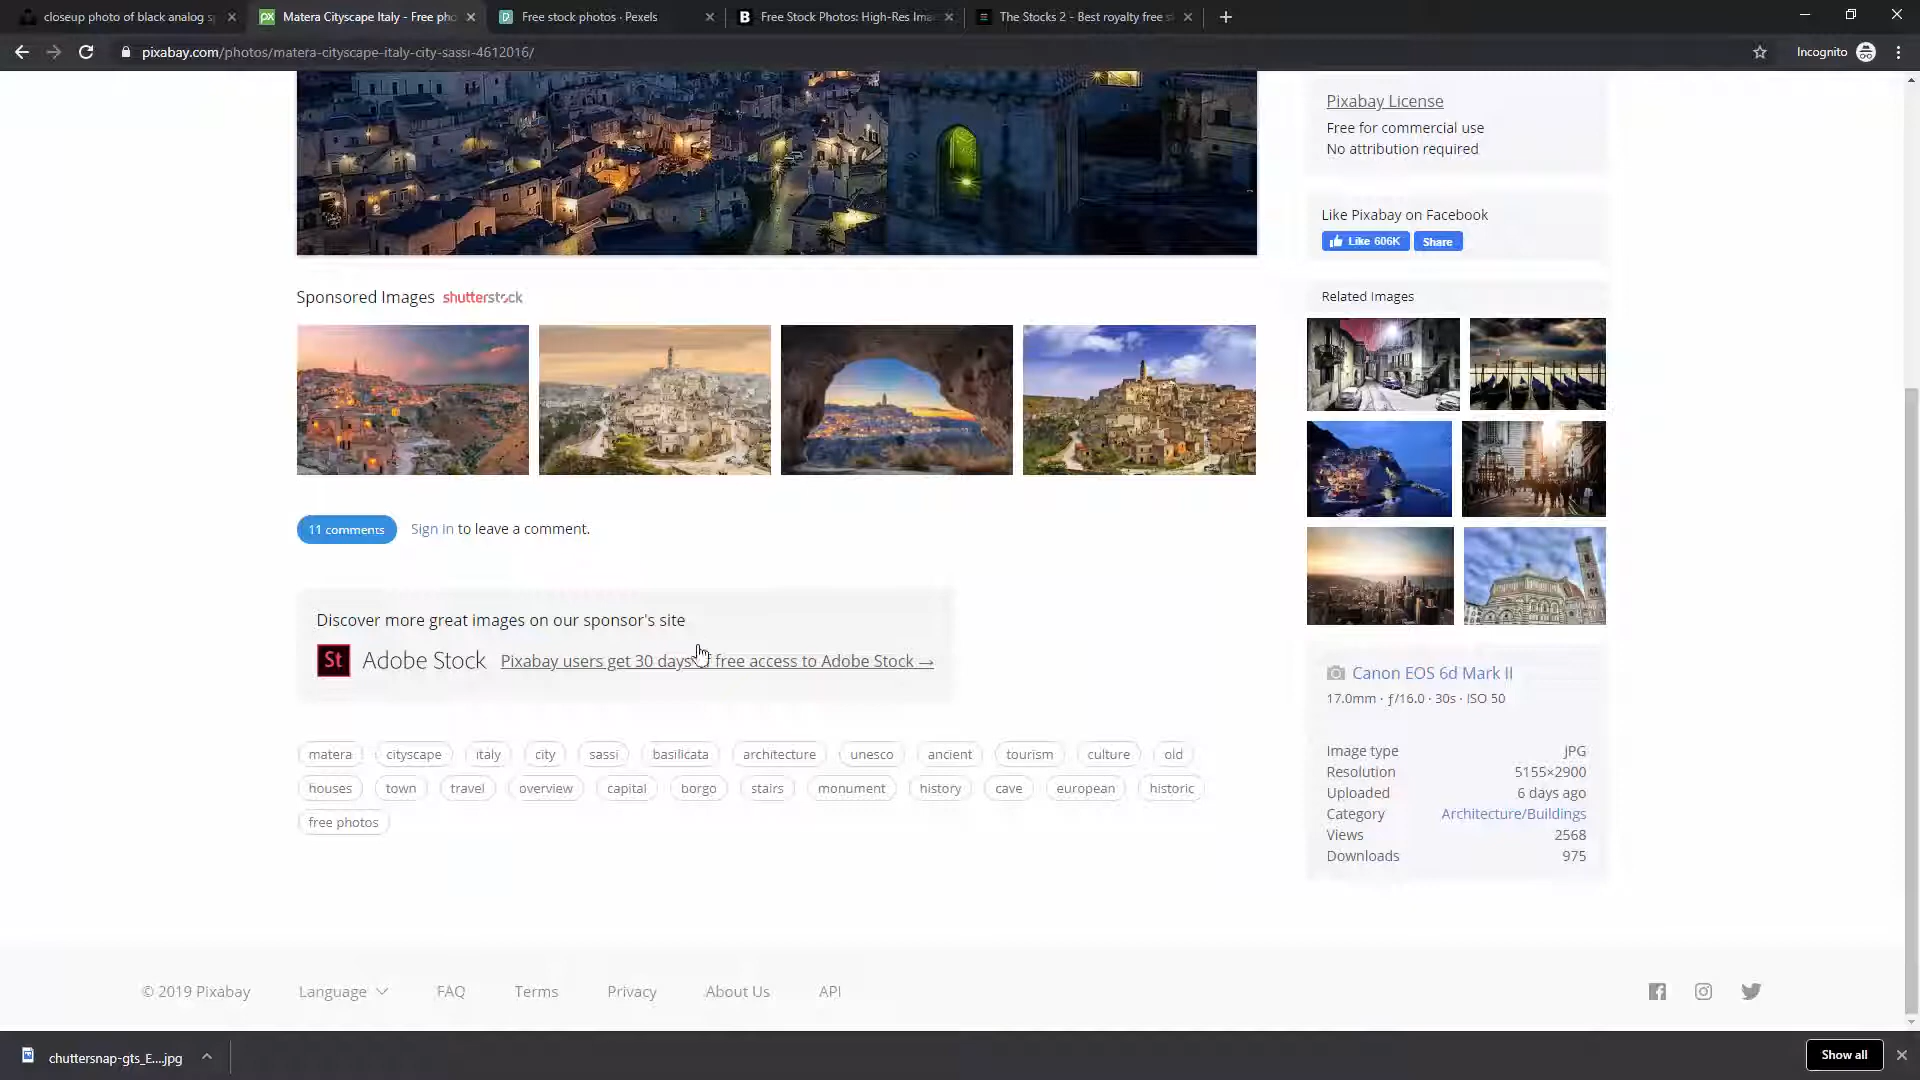 closeup photo of black analog s
Matera Cityscape Italy - Free pho
Free stock photos · Pexels
Free Stock Photos: High-Res Ima
The Stocks 2 - Best royalty free s
pixabay.com/photos/matera-cityscape-italy-city-sassi-4612016/
Incognito
Pixabay License
Free for commercial use
No attribution required
Like Pixabay on Facebook
Like 606K
Share
Sponsored Images shutterstock
Related Images
11 comments
Sign in to leave a comment.
Discover more great images on our sponsor's site
St Adobe Stock Pixabay users get 30 days of free access to Adobe Stock →
Canon EOS 6d Mark II
17.0mm · ƒ/16.0 · 30s · ISO 50
matera cityscape italy city sassi basilicata architecture unesco ancient tourism culture old
houses town travel overview capital borgo stairs monument history cave european historic
free photos
Image type JPG
Resolution 5155×2900
Uploaded 6 days ago
Category Architecture/Buildings
Views 2568
Downloads 975
© 2019 Pixabay Language FAQ Terms Privacy About Us API
chuttersnap-gts_E....jpg
Show all